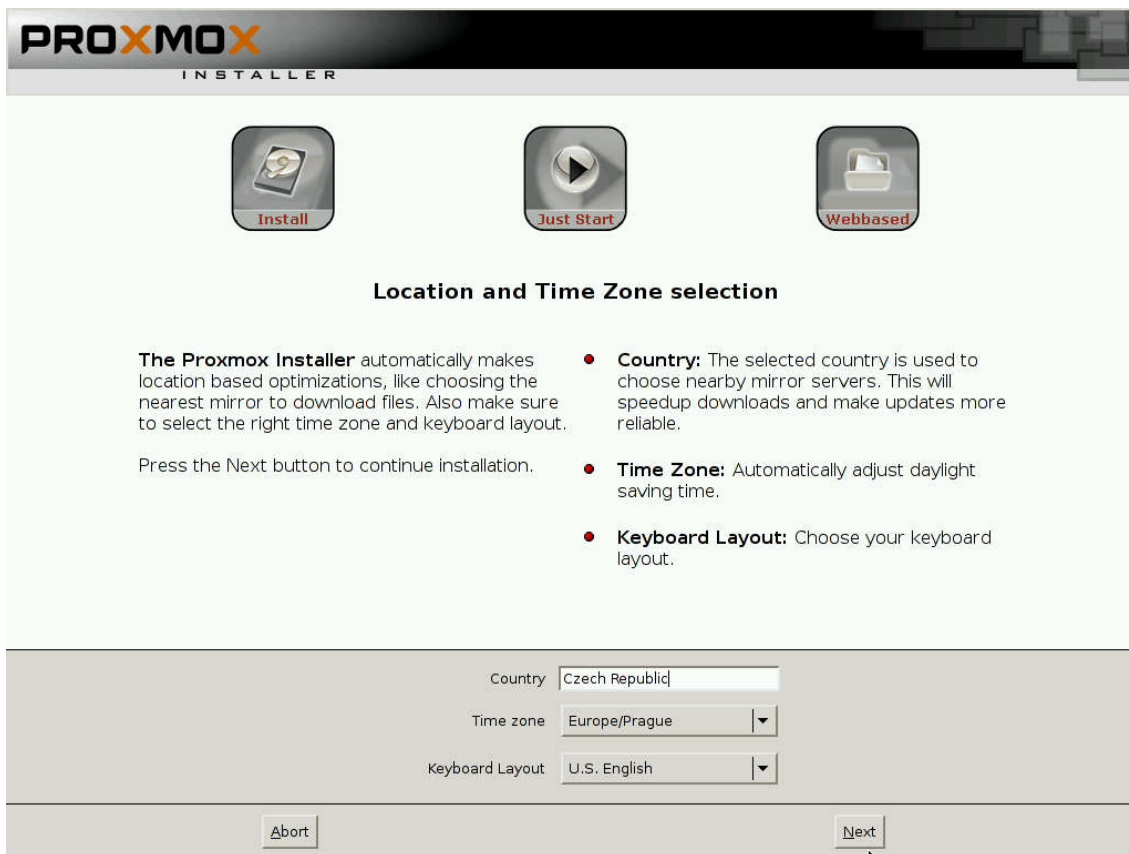 PROXMOX
INSTALLER
Install
Just Start
Webbased
Location and Time Zone selection
The Proxmox Installer automatically makes
location based optimizations, like choosing the
nearest mirror to download files. Also make sure
to select the right time zone and keyboard layout.
Press the Next button to continue installation.
Country: The selected country is used to
choose nearby mirror servers. This will
speedup downloads and make updates more
reliable.
Time Zone: Automatically adjust daylight
saving time.
Keyboard Layout: Choose your keyboard
layout.
Country Czech Republic
Time zone Europe/Prague
Keyboard Layout U.S. English
Abort Next